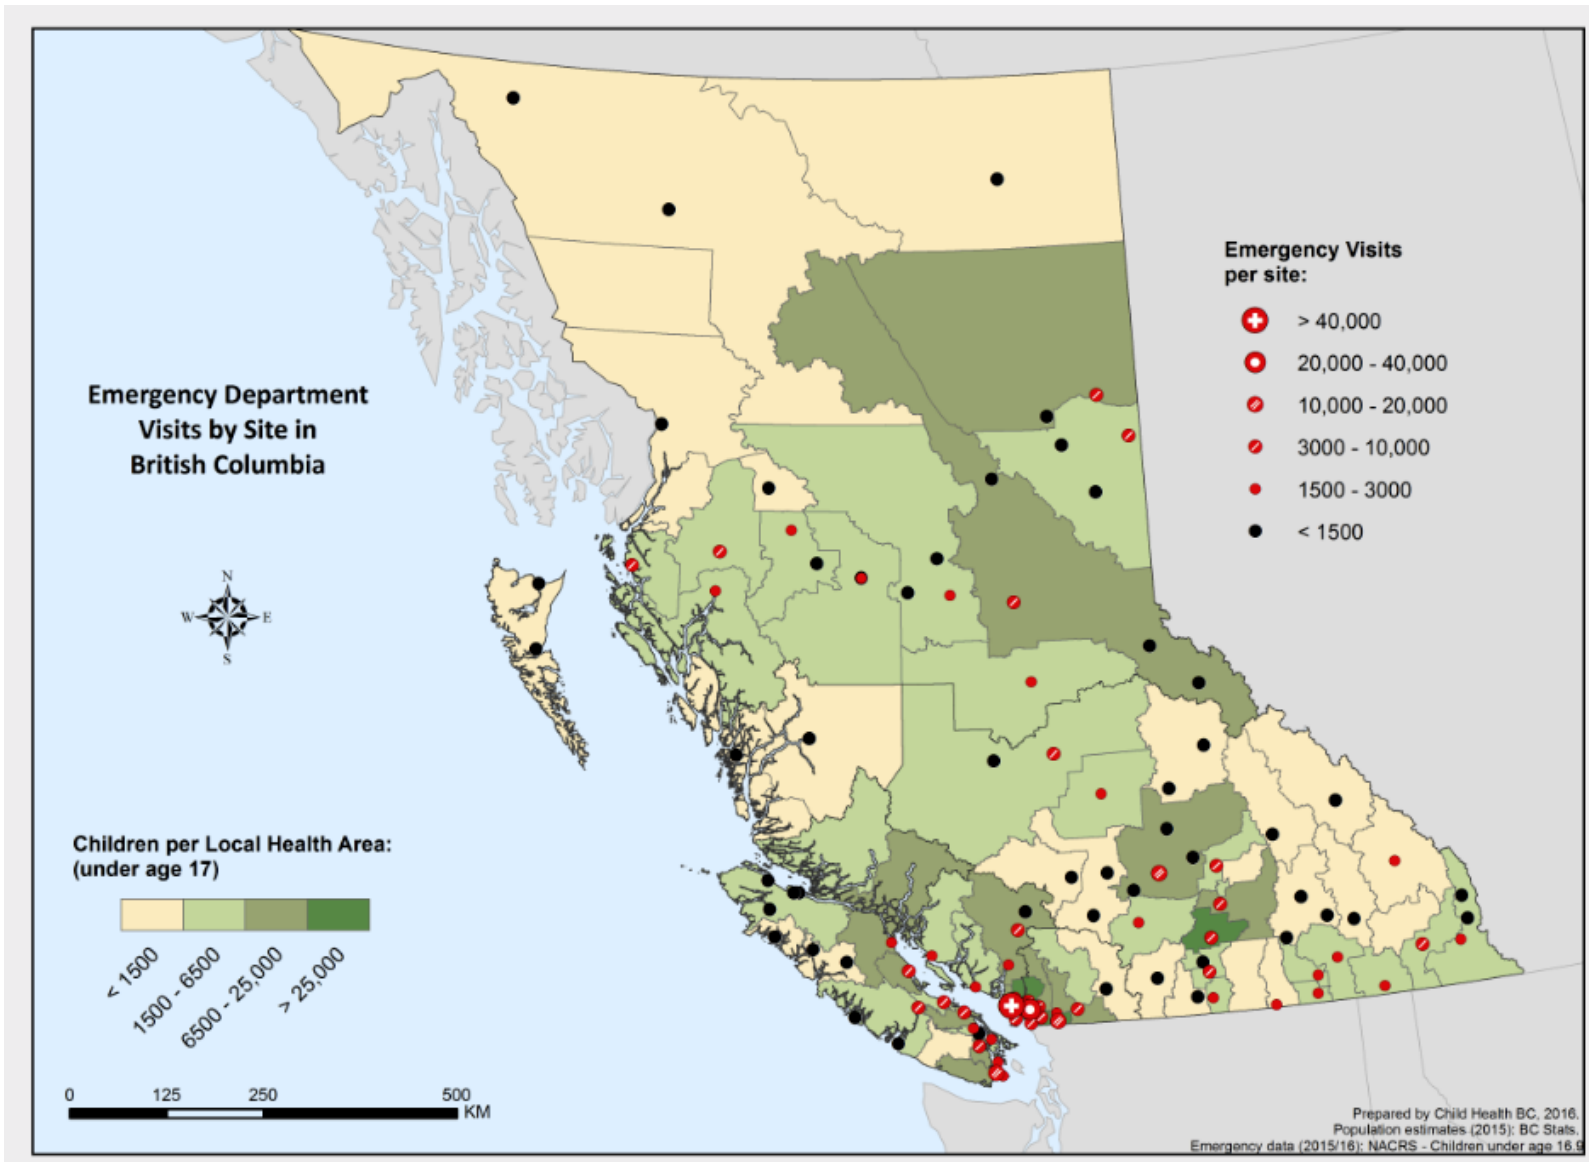 Emergency Department
Visits by Site in
British Columbia
Emergency Visits
per site:
> 40,000
20,000 - 40,000
10,000 - 20,000
3000 - 10,000
1500 - 3000
< 1500
N
W
E
S
Children per Local Health Area:
(under age 17)
< 1500
1500 - 6500
6500 - 25,000
> 25,000
0
125
250
500
KM
Prepared by Child Health BC, 2016.
Population estimates (2015): BC Stats.
Emergency data (2015/16): NACRS - Children under age 16.9